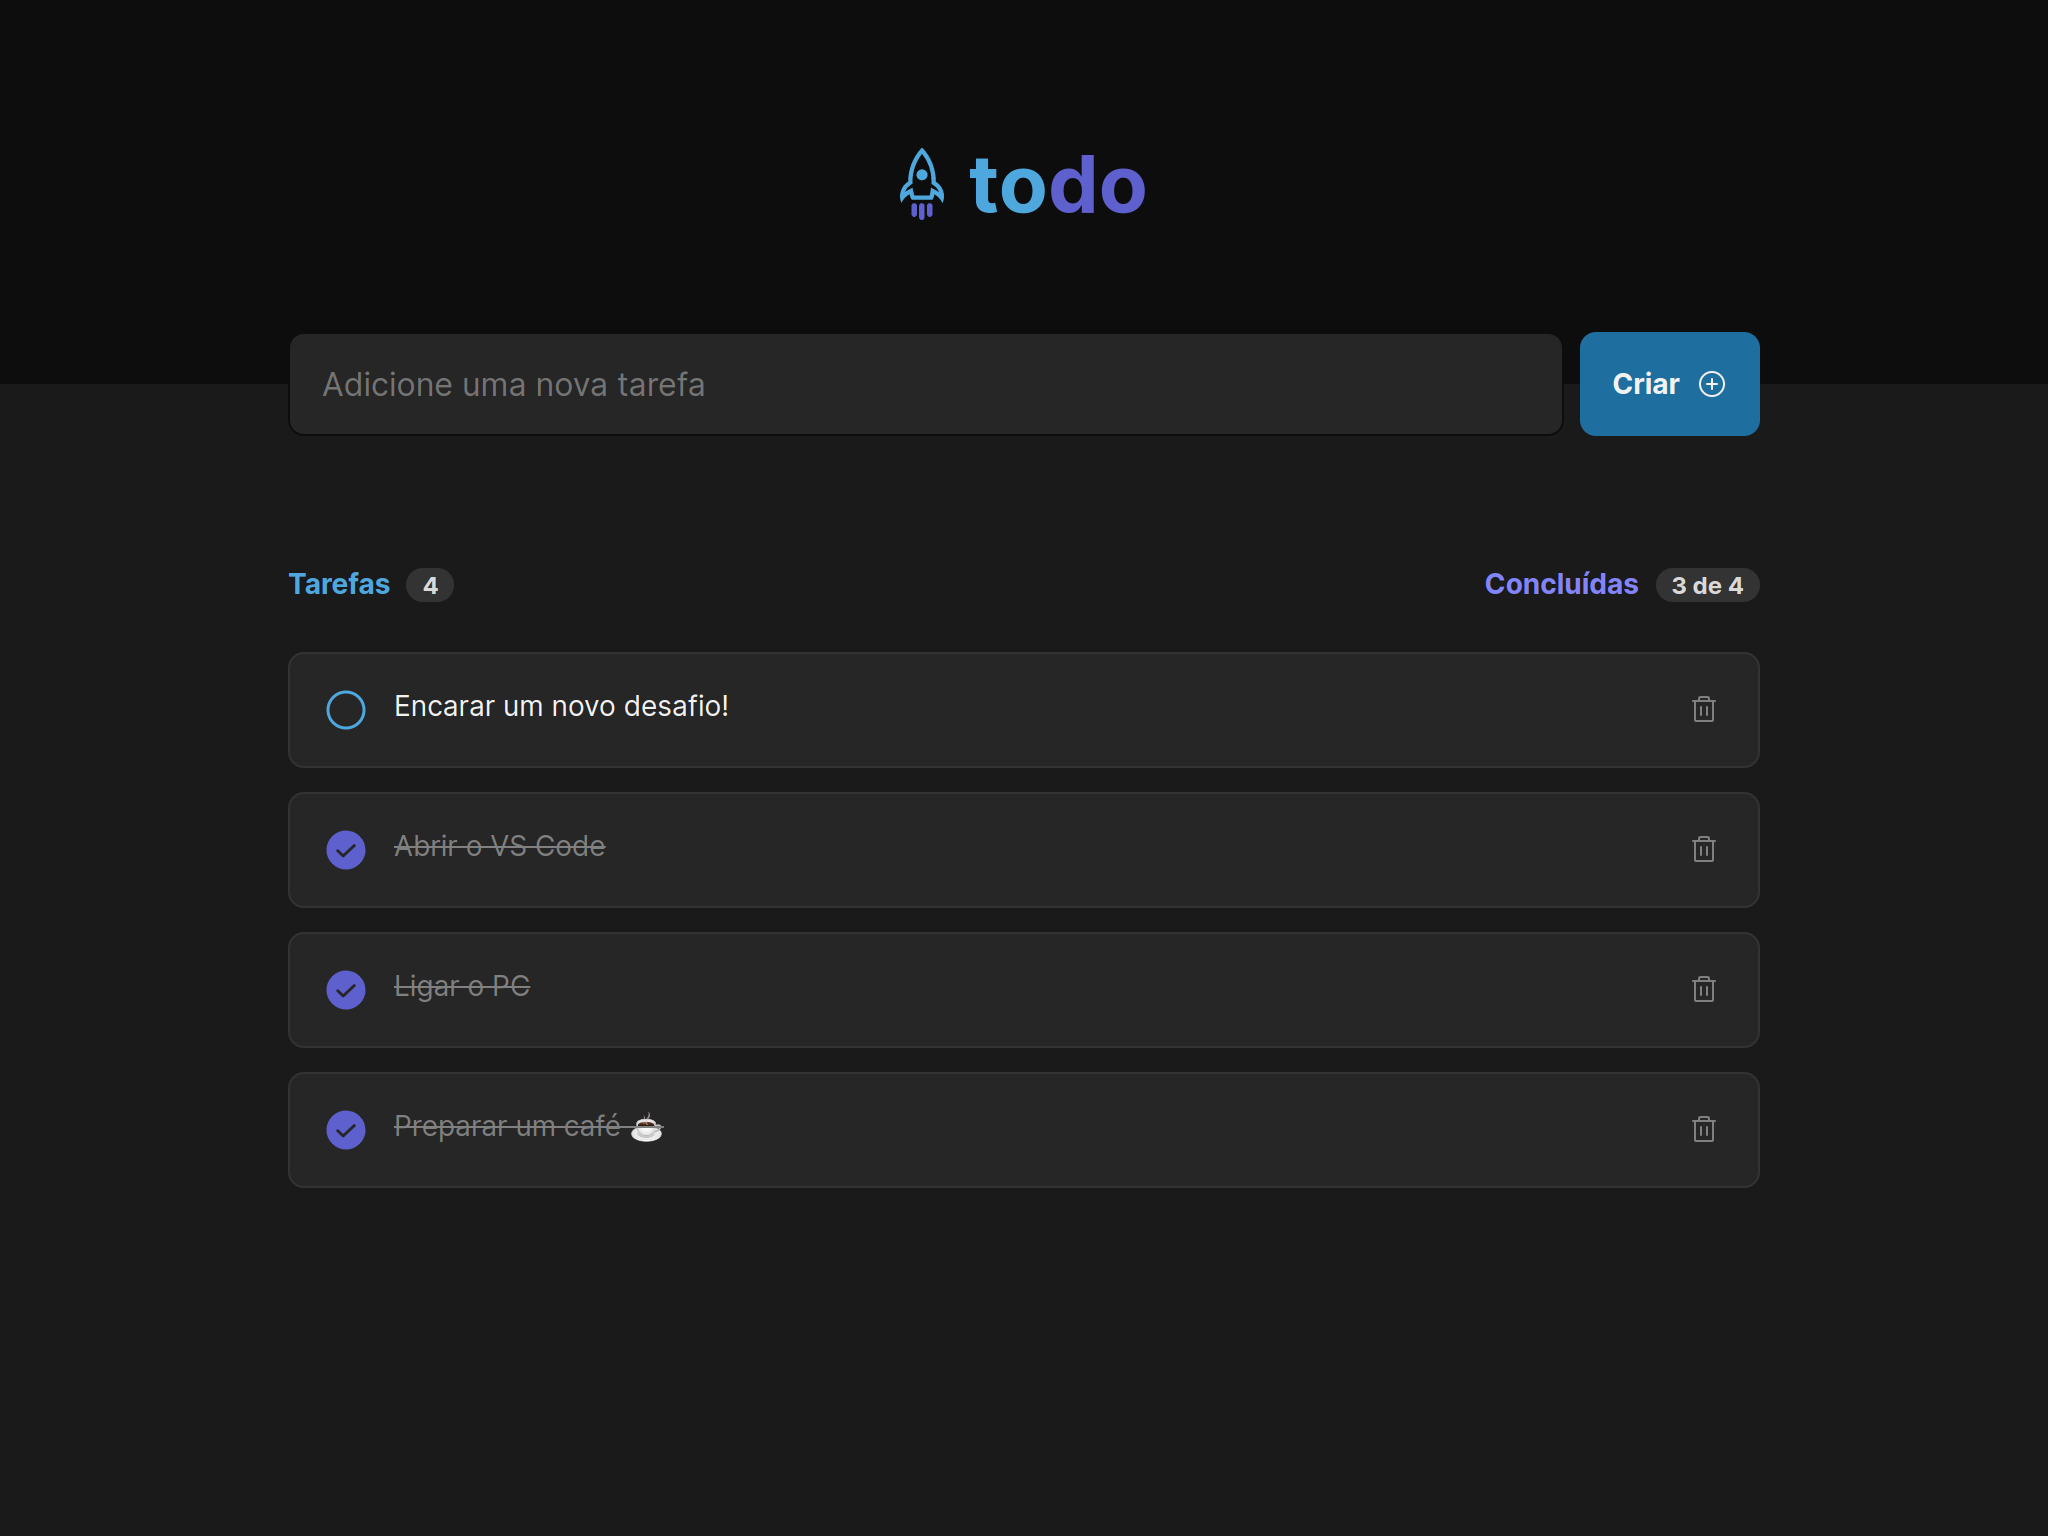 todo
Adicione uma nova tarefa
Criar
Tarefas 4
Concluídas 3 de 4
Encarar um novo desafio!
Abrir o VS Code
Ligar o PC
Preparar um café ☕